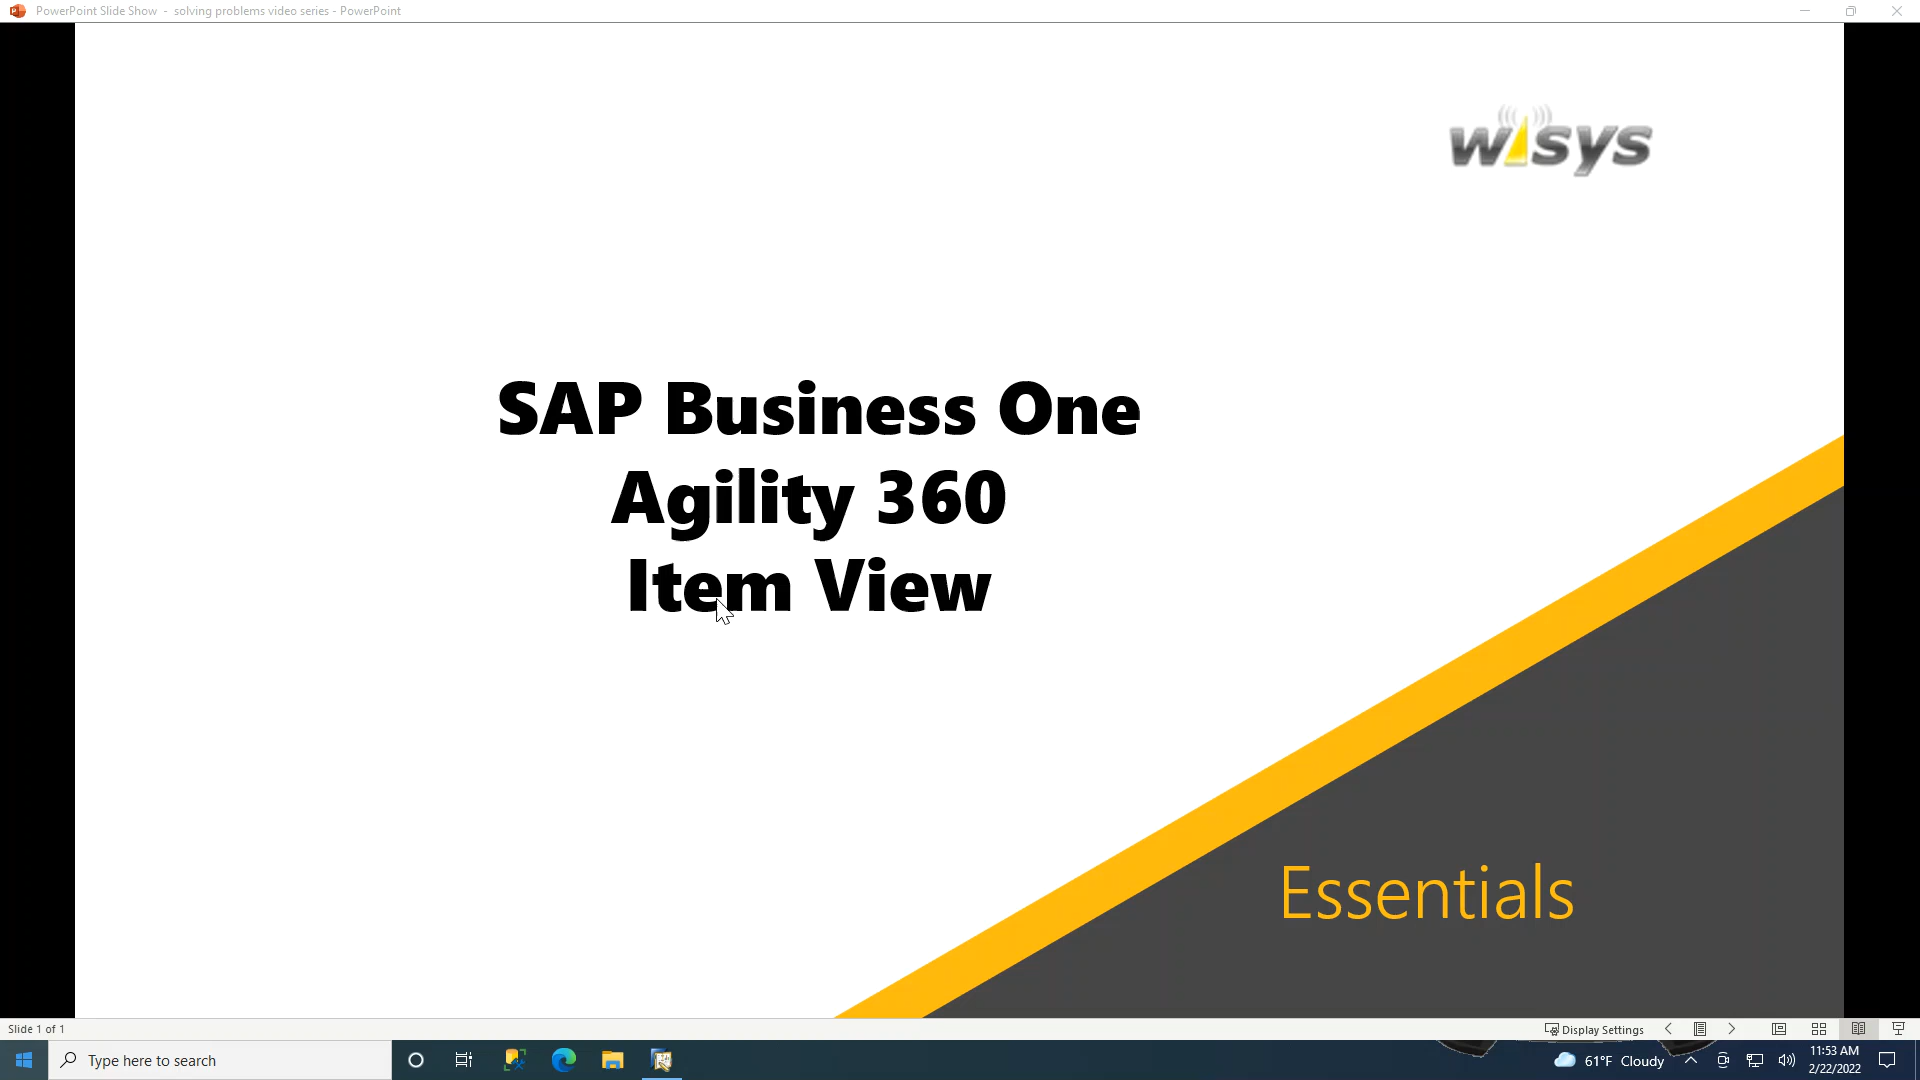 PowerPoint Slide Show - solving problems video series - PowerPoint
wisys
SAP Business One
Agility 360
Item View
Essentials
Slide 1 of 1
Display Settings
Type here to search
61°F Cloudy
11:53 AM
2/22/2022